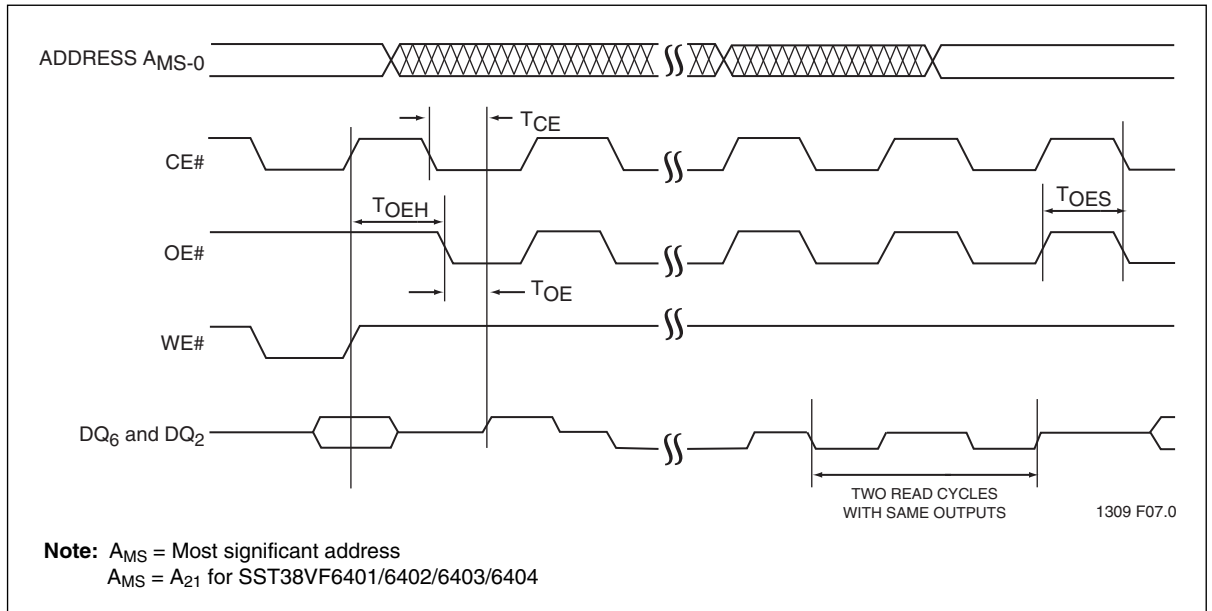 ADDRESS AMS-0
TCE
CE#
TOEH
TOES
OE#
TOE
WE#
DQ6 and DQ2
TWO READ CYCLES
WITH SAME OUTPUTS
1309 F07.0
Note: AMS = Most significant address
AMS = A21 for SST38VF6401/6402/6403/6404